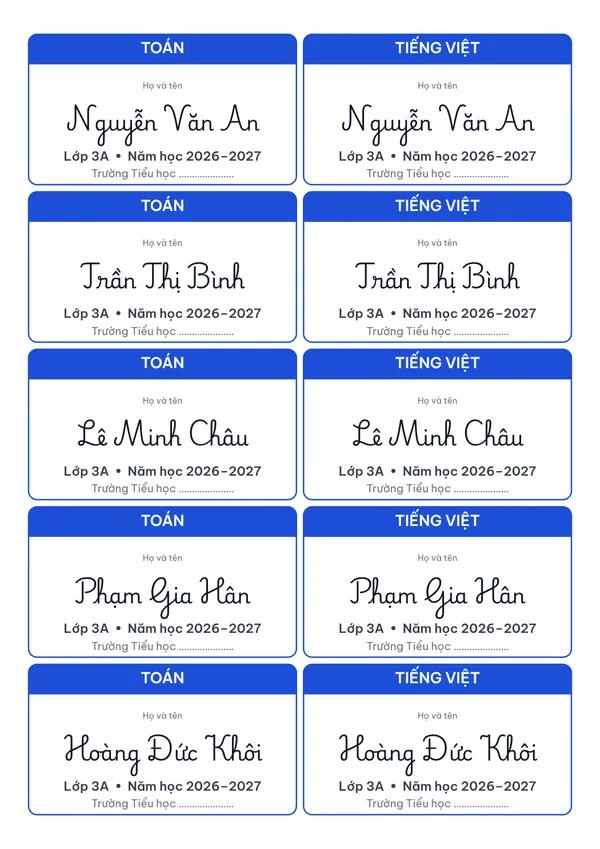 TOÁN
Họ và tên
Nguyễn Văn An
Lớp 3A • Năm học 2026–2027
Trường Tiểu học .....................
TIẾNG VIỆT
Họ và tên
Nguyễn Văn An
Lớp 3A • Năm học 2026–2027
Trường Tiểu học .....................
TOÁN
Họ và tên
Trần Thị Bình
Lớp 3A • Năm học 2026–2027
Trường Tiểu học .....................
TIẾNG VIỆT
Họ và tên
Trần Thị Bình
Lớp 3A • Năm học 2026–2027
Trường Tiểu học .....................
TOÁN
Họ và tên
Lê Minh Châu
Lớp 3A • Năm học 2026–2027
Trường Tiểu học .....................
TIẾNG VIỆT
Họ và tên
Lê Minh Châu
Lớp 3A • Năm học 2026–2027
Trường Tiểu học .....................
TOÁN
Họ và tên
Phạm Gia Hân
Lớp 3A • Năm học 2026–2027
Trường Tiểu học .....................
TIẾNG VIỆT
Họ và tên
Phạm Gia Hân
Lớp 3A • Năm học 2026–2027
Trường Tiểu học .....................
TOÁN
Họ và tên
Hoàng Đức Khôi
Lớp 3A • Năm học 2026–2027
Trường Tiểu học .....................
TIẾNG VIỆT
Họ và tên
Hoàng Đức Khôi
Lớp 3A • Năm học 2026–2027
Trường Tiểu học .....................